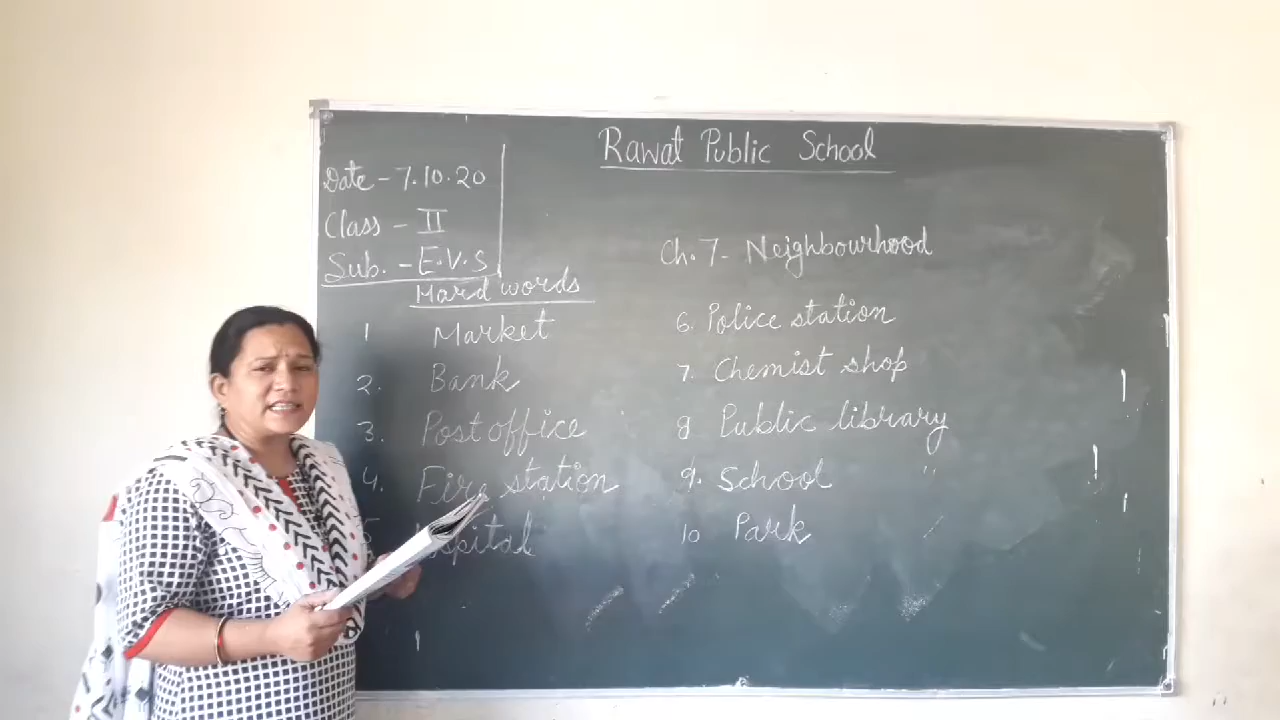 Rawat Public School
Date - 7.10.20
Class - II
Sub. - E.V.S
Ch. 7- Neighbourhood
Hard words
1 Market
2. Bank
3. Post office
4. Fire station
5 pital
6. Police station
7. Chemist shop
8 Public library
9. School "
10 Park